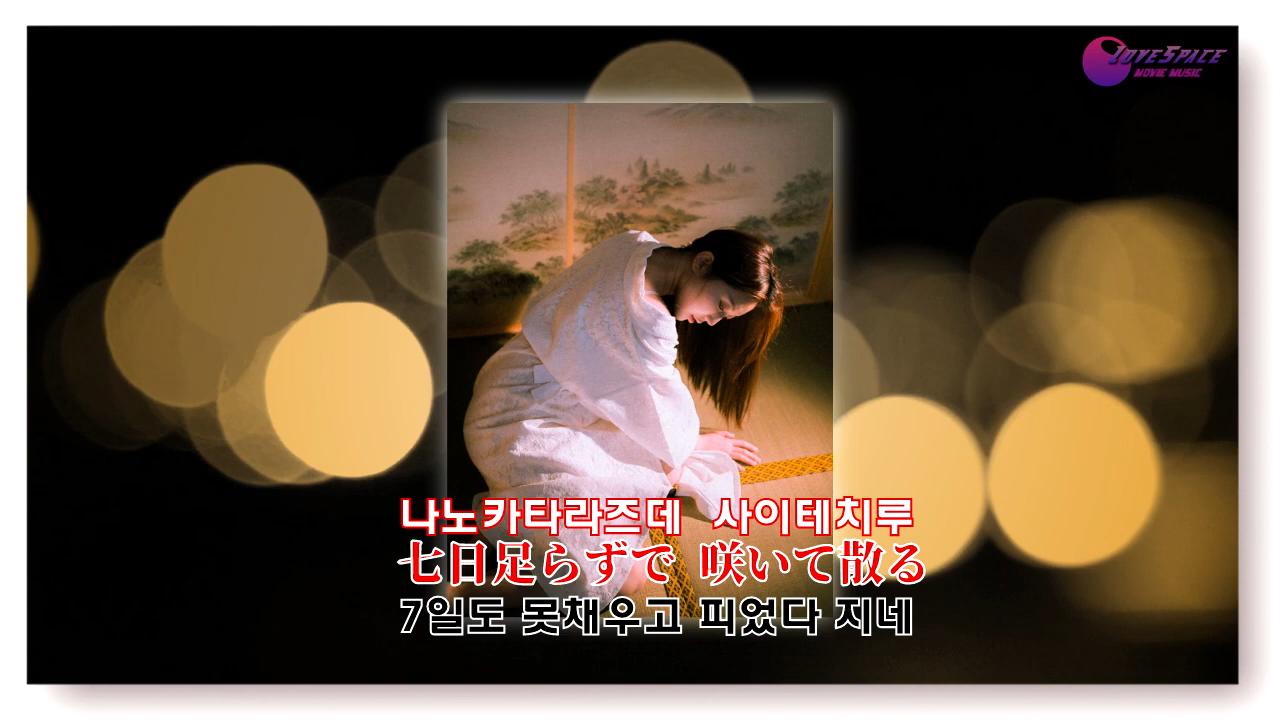 LOVESPACE
MOVIE MUSIC
나노카타라즈데 사이테치루
七日足らずで 咲いて散る
7일도 못채우고 피었다 지네